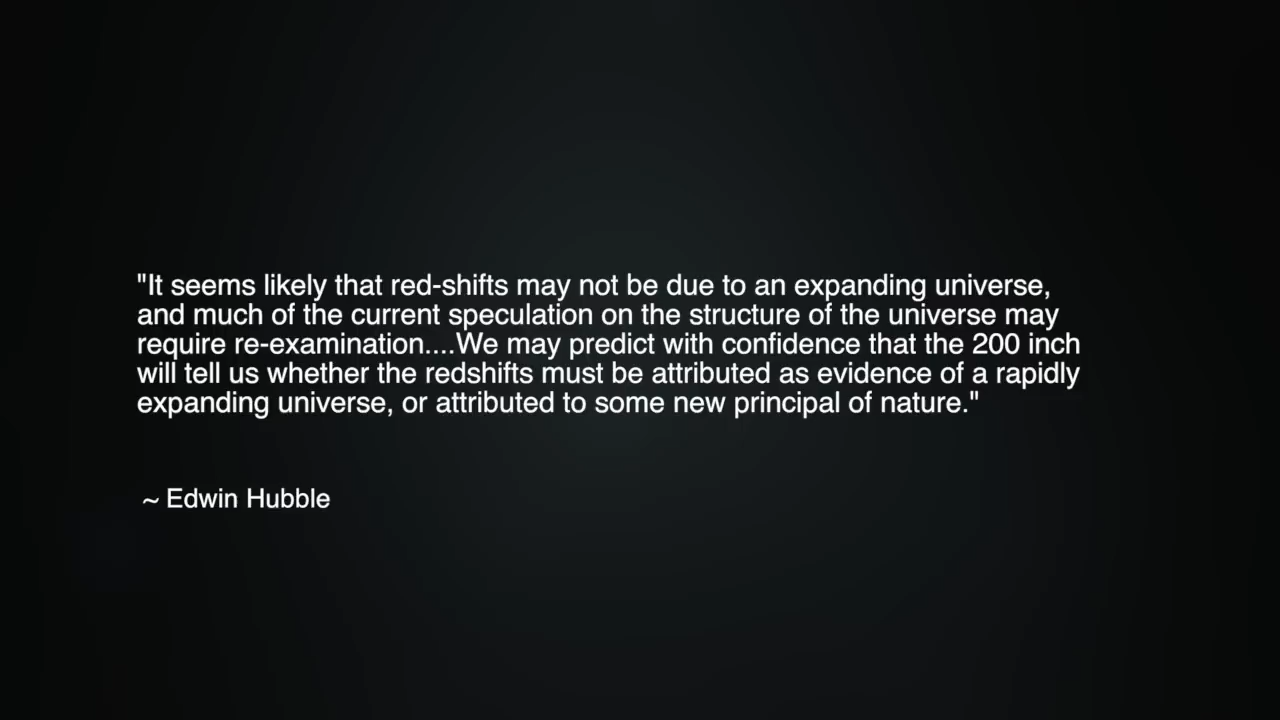 "It seems likely that red-shifts may not be due to an expanding universe,
and much of the current speculation on the structure of the universe may
require re-examination....We may predict with confidence that the 200 inch
will tell us whether the redshifts must be attributed as evidence of a rapidly
expanding universe, or attributed to some new principal of nature."
~ Edwin Hubble